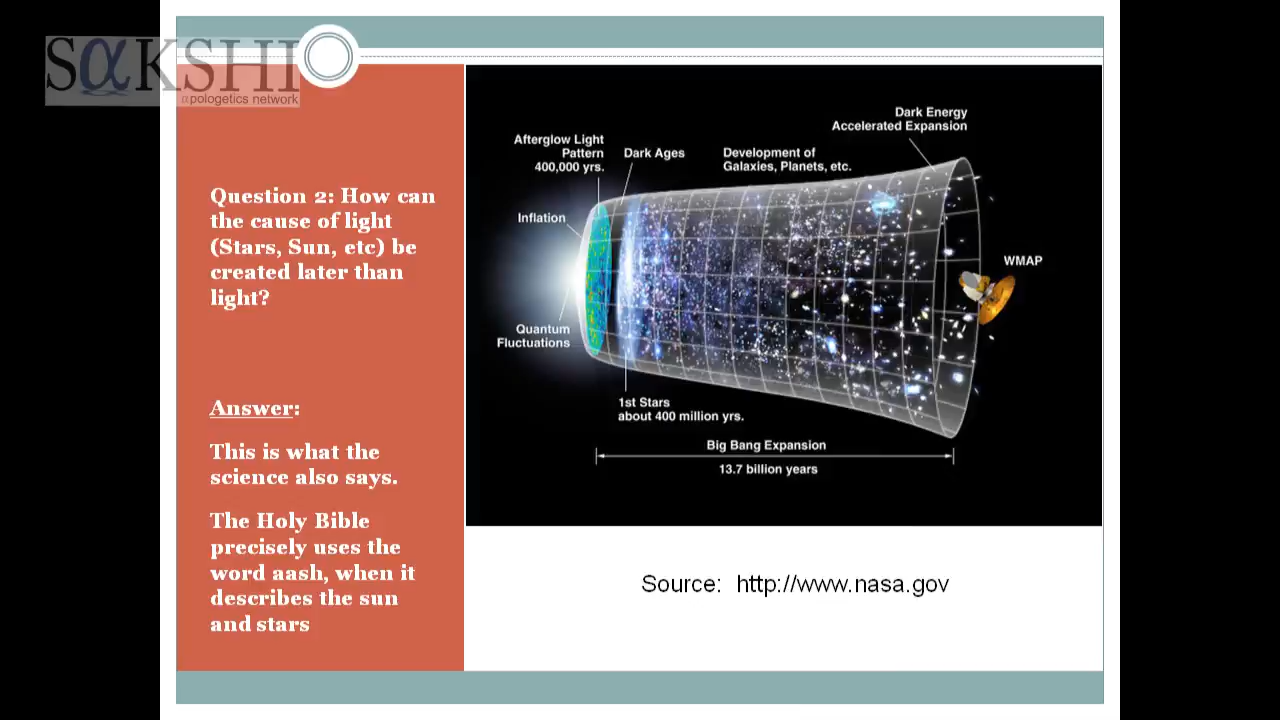 SαKSHI
αpologetics network
Question 2: How can
the cause of light
(Stars, Sun, etc) be
created later than
light?
Answer:
This is what the
science also says.
The Holy Bible
precisely uses the
word aash, when it
describes the sun
and stars
Dark Energy
Accelerated Expansion
Afterglow Light
Pattern
400,000 yrs.
Dark Ages
Development of
Galaxies, Planets, etc.
Inflation
WMAP
Quantum
Fluctuations
1st Stars
about 400 million yrs.
Big Bang Expansion
13.7 billion years
Source: http://www.nasa.gov